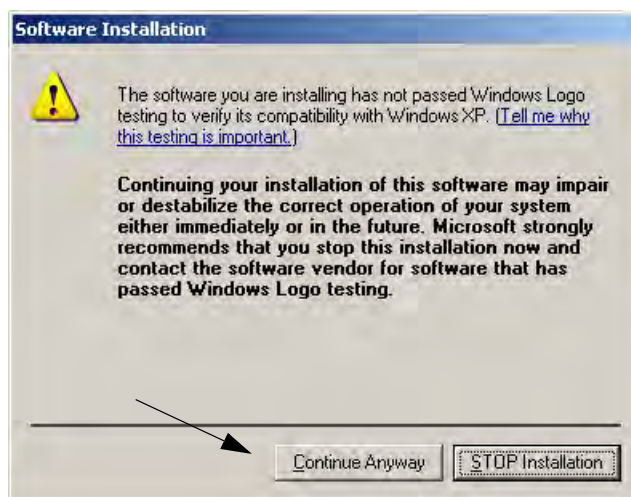 Software Installation
The software you are installing has not passed Windows Logo
testing to verify its compatibility with Windows XP. (Tell me why
this testing is important.)
Continuing your installation of this software may impair
or destabilize the correct operation of your system
either immediately or in the future. Microsoft strongly
recommends that you stop this installation now and
contact the software vendor for software that has
passed Windows Logo testing.
Continue Anyway
STOP Installation